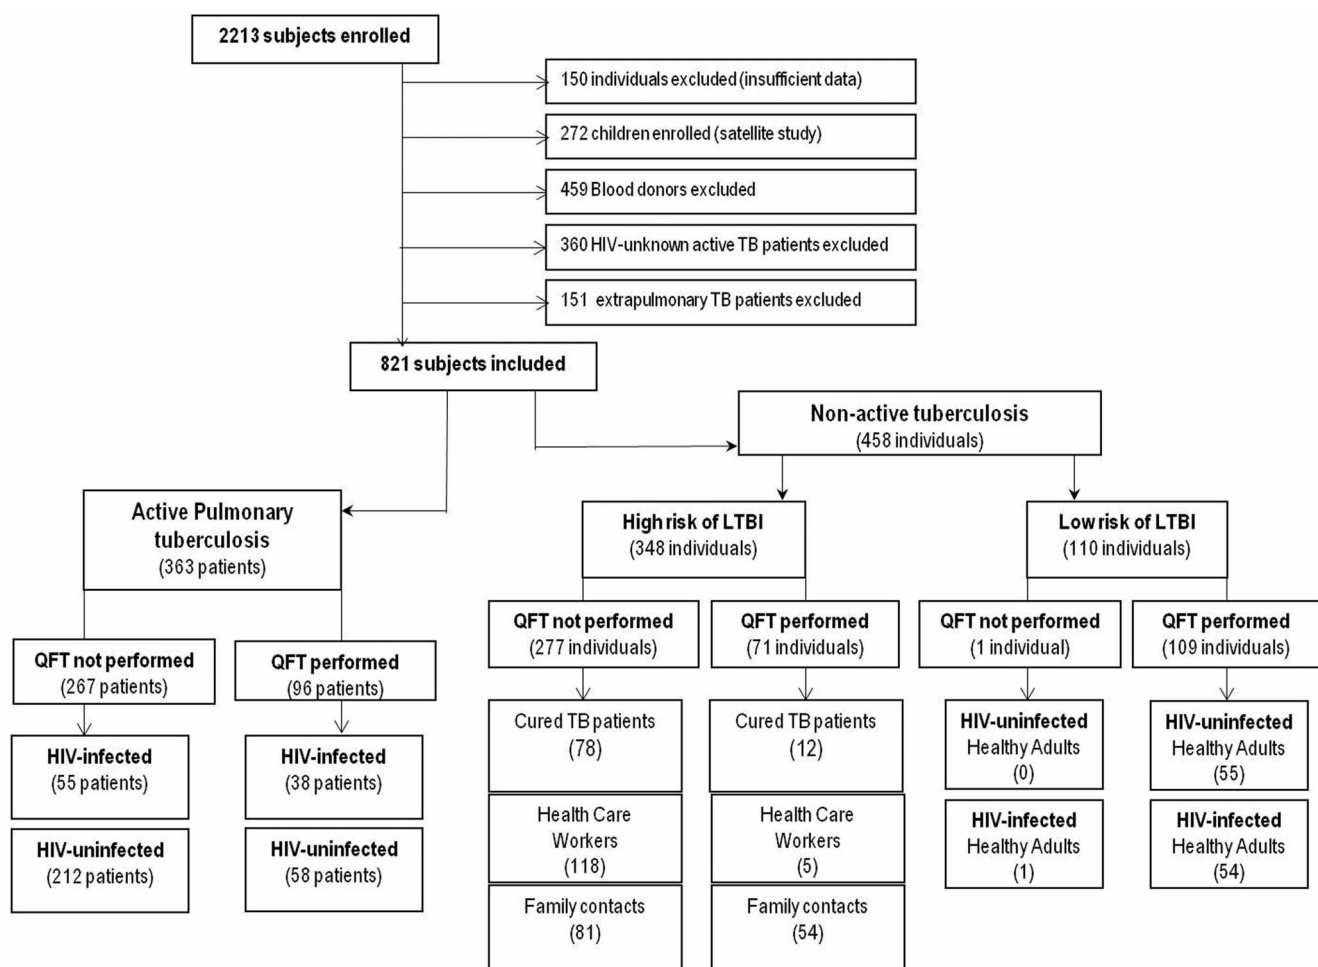 2213 subjects enrolled
150 individuals excluded (insufficient data)
272 children enrolled (satellite study)
459 Blood donors excluded
360 HIV-unknown active TB patients excluded
151 extrapulmonary TB patients excluded
821 subjects included
Non-active tuberculosis
(458 individuals)
Active Pulmonary
tuberculosis
(363 patients)
High risk of LTBI
(348 individuals)
Low risk of LTBI
(110 individuals)
QFT not performed
(267 patients)
QFT performed
(96 patients)
QFT not performed
(277 individuals)
QFT performed
(71 individuals)
QFT not performed
(1 individual)
QFT performed
(109 individuals)
HIV-infected
(55 patients)
HIV-uninfected
(212 patients)
HIV-infected
(38 patients)
HIV-uninfected
(58 patients)
Cured TB patients
(78)
Health Care
Workers
(118)
Family contacts
(81)
Cured TB patients
(12)
Health Care
Workers
(5)
Family contacts
(54)
HIV-uninfected
Healthy Adults
(0)
HIV-infected
Healthy Adults
(1)
HIV-uninfected
Healthy Adults
(55)
HIV-infected
Healthy Adults
(54)